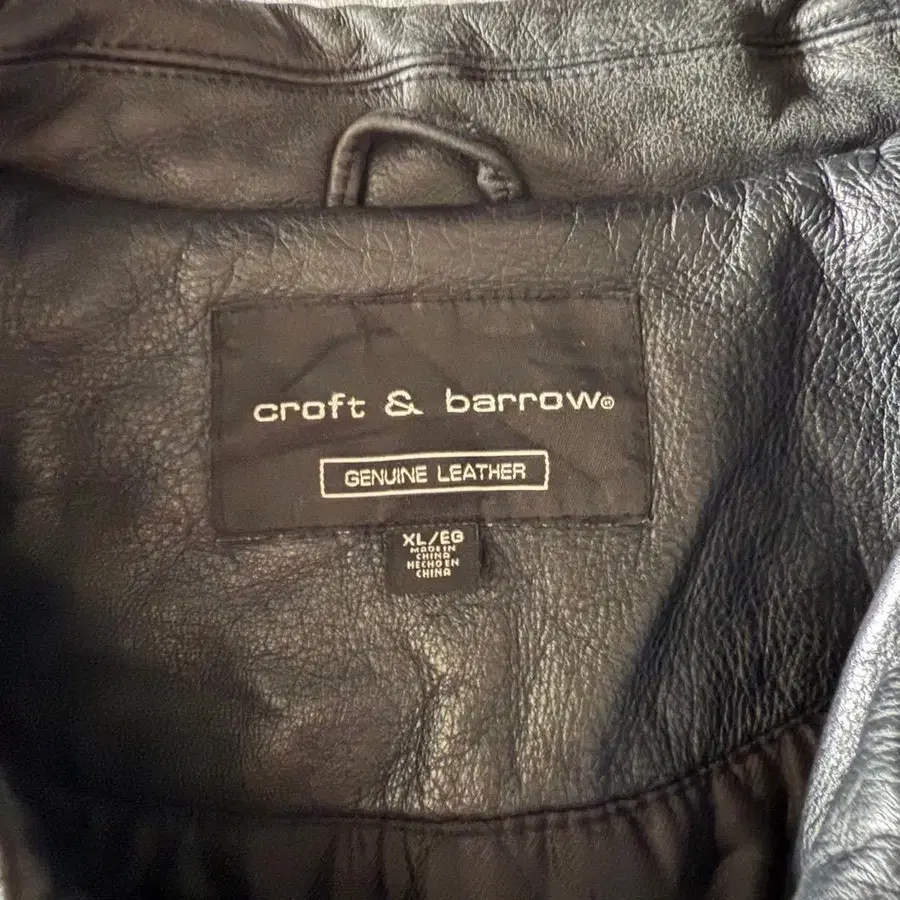 croft & barrow®
GENUINE LEATHER
XL/EG
MADE IN
CHINA
HECHO EN
CHINA